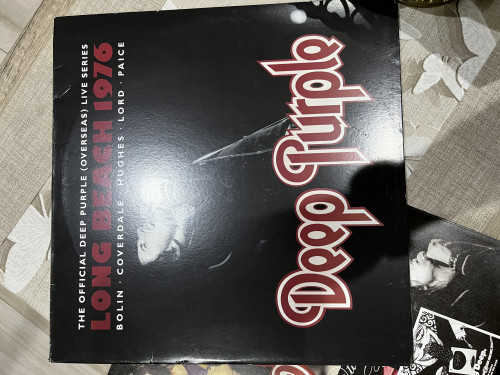 THE OFFICIAL DEEP PURPLE (OVERSEAS) LIVE SERIES
LONG BEACH 1976
BOLIN · COVERDALE · HUGHES · LORD · PAICE
Deep Purple